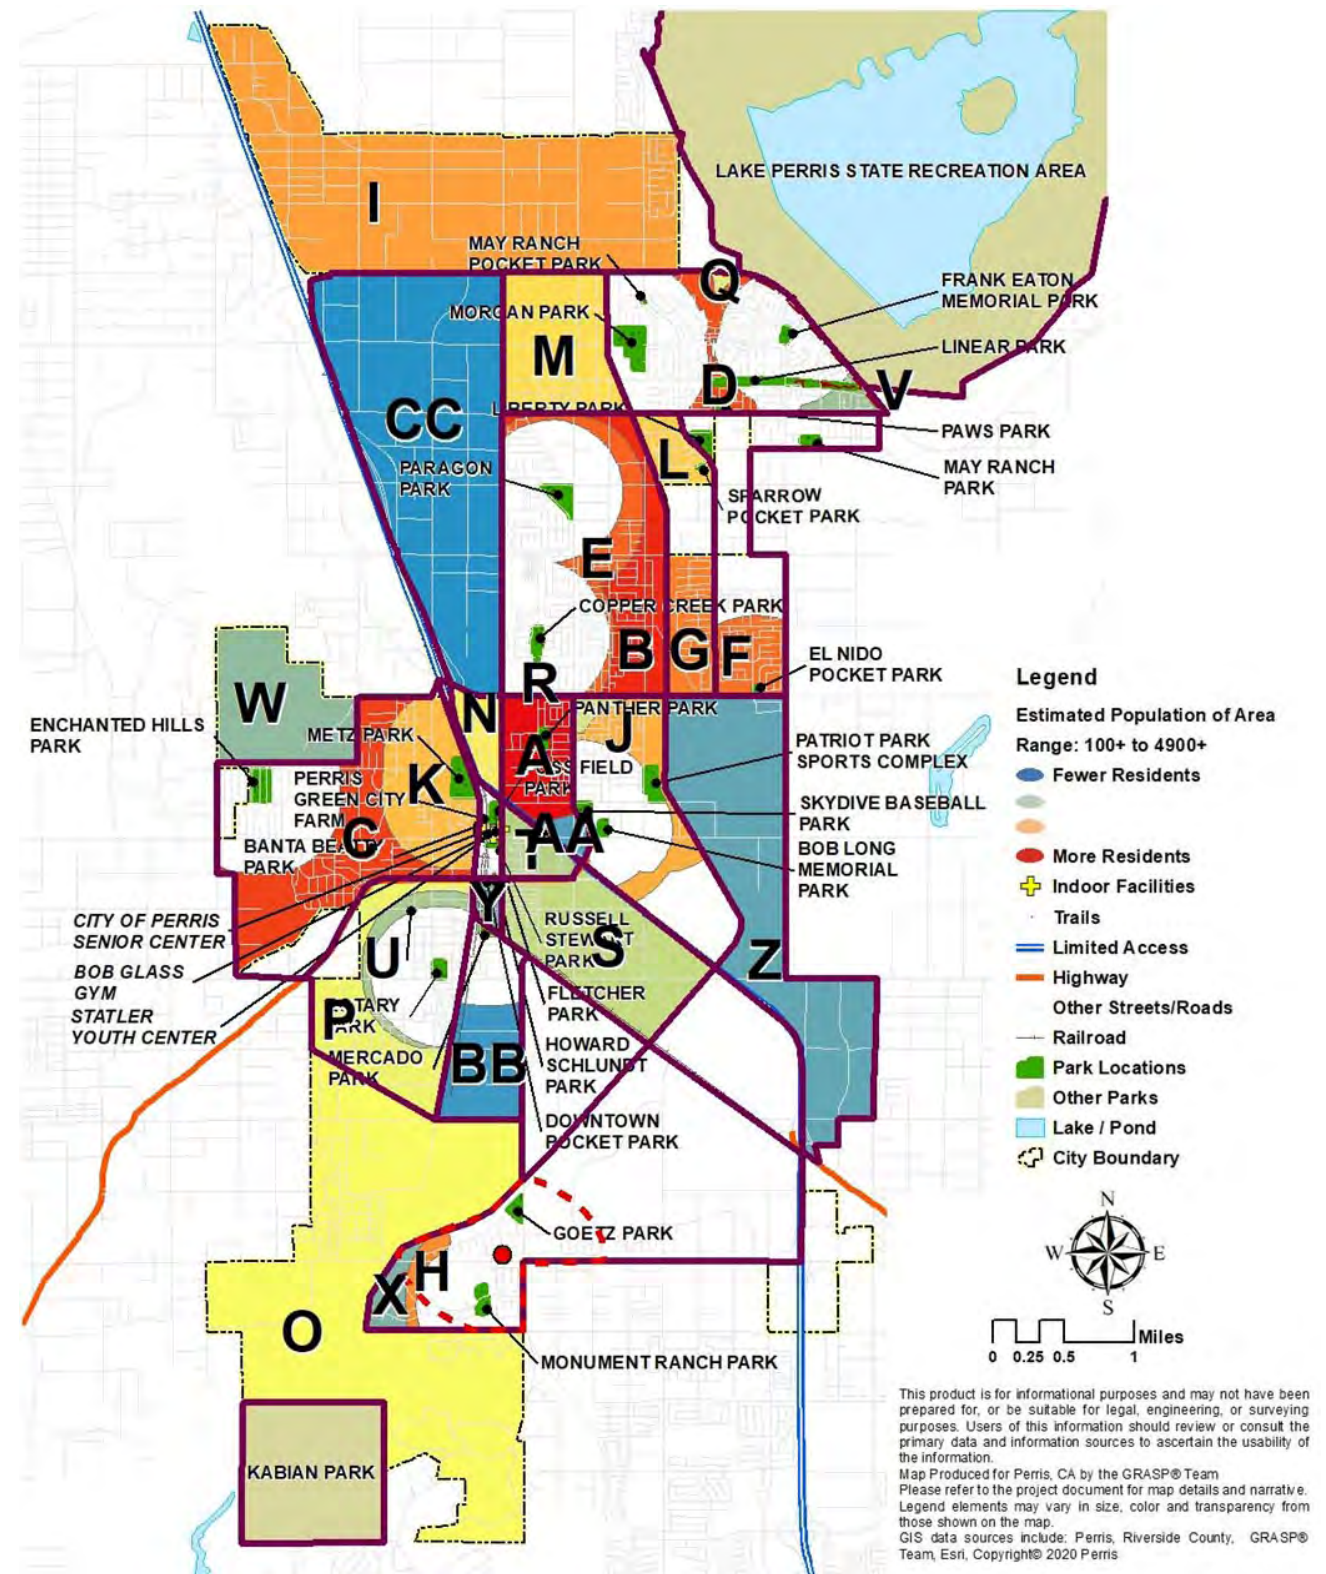 LAKE PERRIS STATE RECREATION AREA
I
MAY RANCH
POCKET PARK
Q
FRANK EATON
MEMORIAL PARK
MORGAN PARK
M
LINEAR PARK
D
V
LIBERTY PARK
CC
PAWS PARK
PARAGON
PARK
L
MAY RANCH
PARK
SPARROW
POCKET PARK
E
COPPER CREEK PARK
B
G
F
EL NIDO
POCKET PARK
R
W
N
PANTHER PARK
ENCHANTED HILLS
PARK
METZ PARK
J
PATRIOT PARK
SPORTS COMPLEX
A
FIELD
PARK
K
PERRIS
GREEN CITY
FARM
SKYDIVE BASEBALL
PARK
C
T
AA
BANTA BEATTY
PARK
BOB LONG
MEMORIAL
PARK
Y
CITY OF PERRIS
SENIOR CENTER
RUSSELL
STEWART
PARK
U
S
Z
BOB GLASS
GYM
STATLER
YOUTH CENTER
FLETCHER
PARK
P
ROTARY
PARK
MERCADO
PARK
BB
HOWARD
SCHLUNDT
PARK
DOWNTOWN
POCKET PARK
GOETZ PARK
H
X
O
MONUMENT RANCH PARK
KABIAN PARK
Legend
Estimated Population of Area
Range: 100+ to 4900+
Fewer Residents
More Residents
Indoor Facilities
Trails
Limited Access
Highway
Other Streets/Roads
Railroad
Park Locations
Other Parks
Lake / Pond
City Boundary
N
W
E
S
Miles
0 0.25 0.5 1
This product is for informational purposes and may not have been
prepared for, or be suitable for legal, engineering, or surveying
purposes. Users of this information should review or consult the
primary data and information sources to ascertain the usability of
the information.
Map Produced for Perris, CA by the GRASP® Team
Please refer to the project document for map details and narrative.
Legend elements may vary in size, color and transparency from
those shown on the map.
GIS data sources include: Perris, Riverside County, GRASP®
Team, Esri, Copyright© 2020 Perris